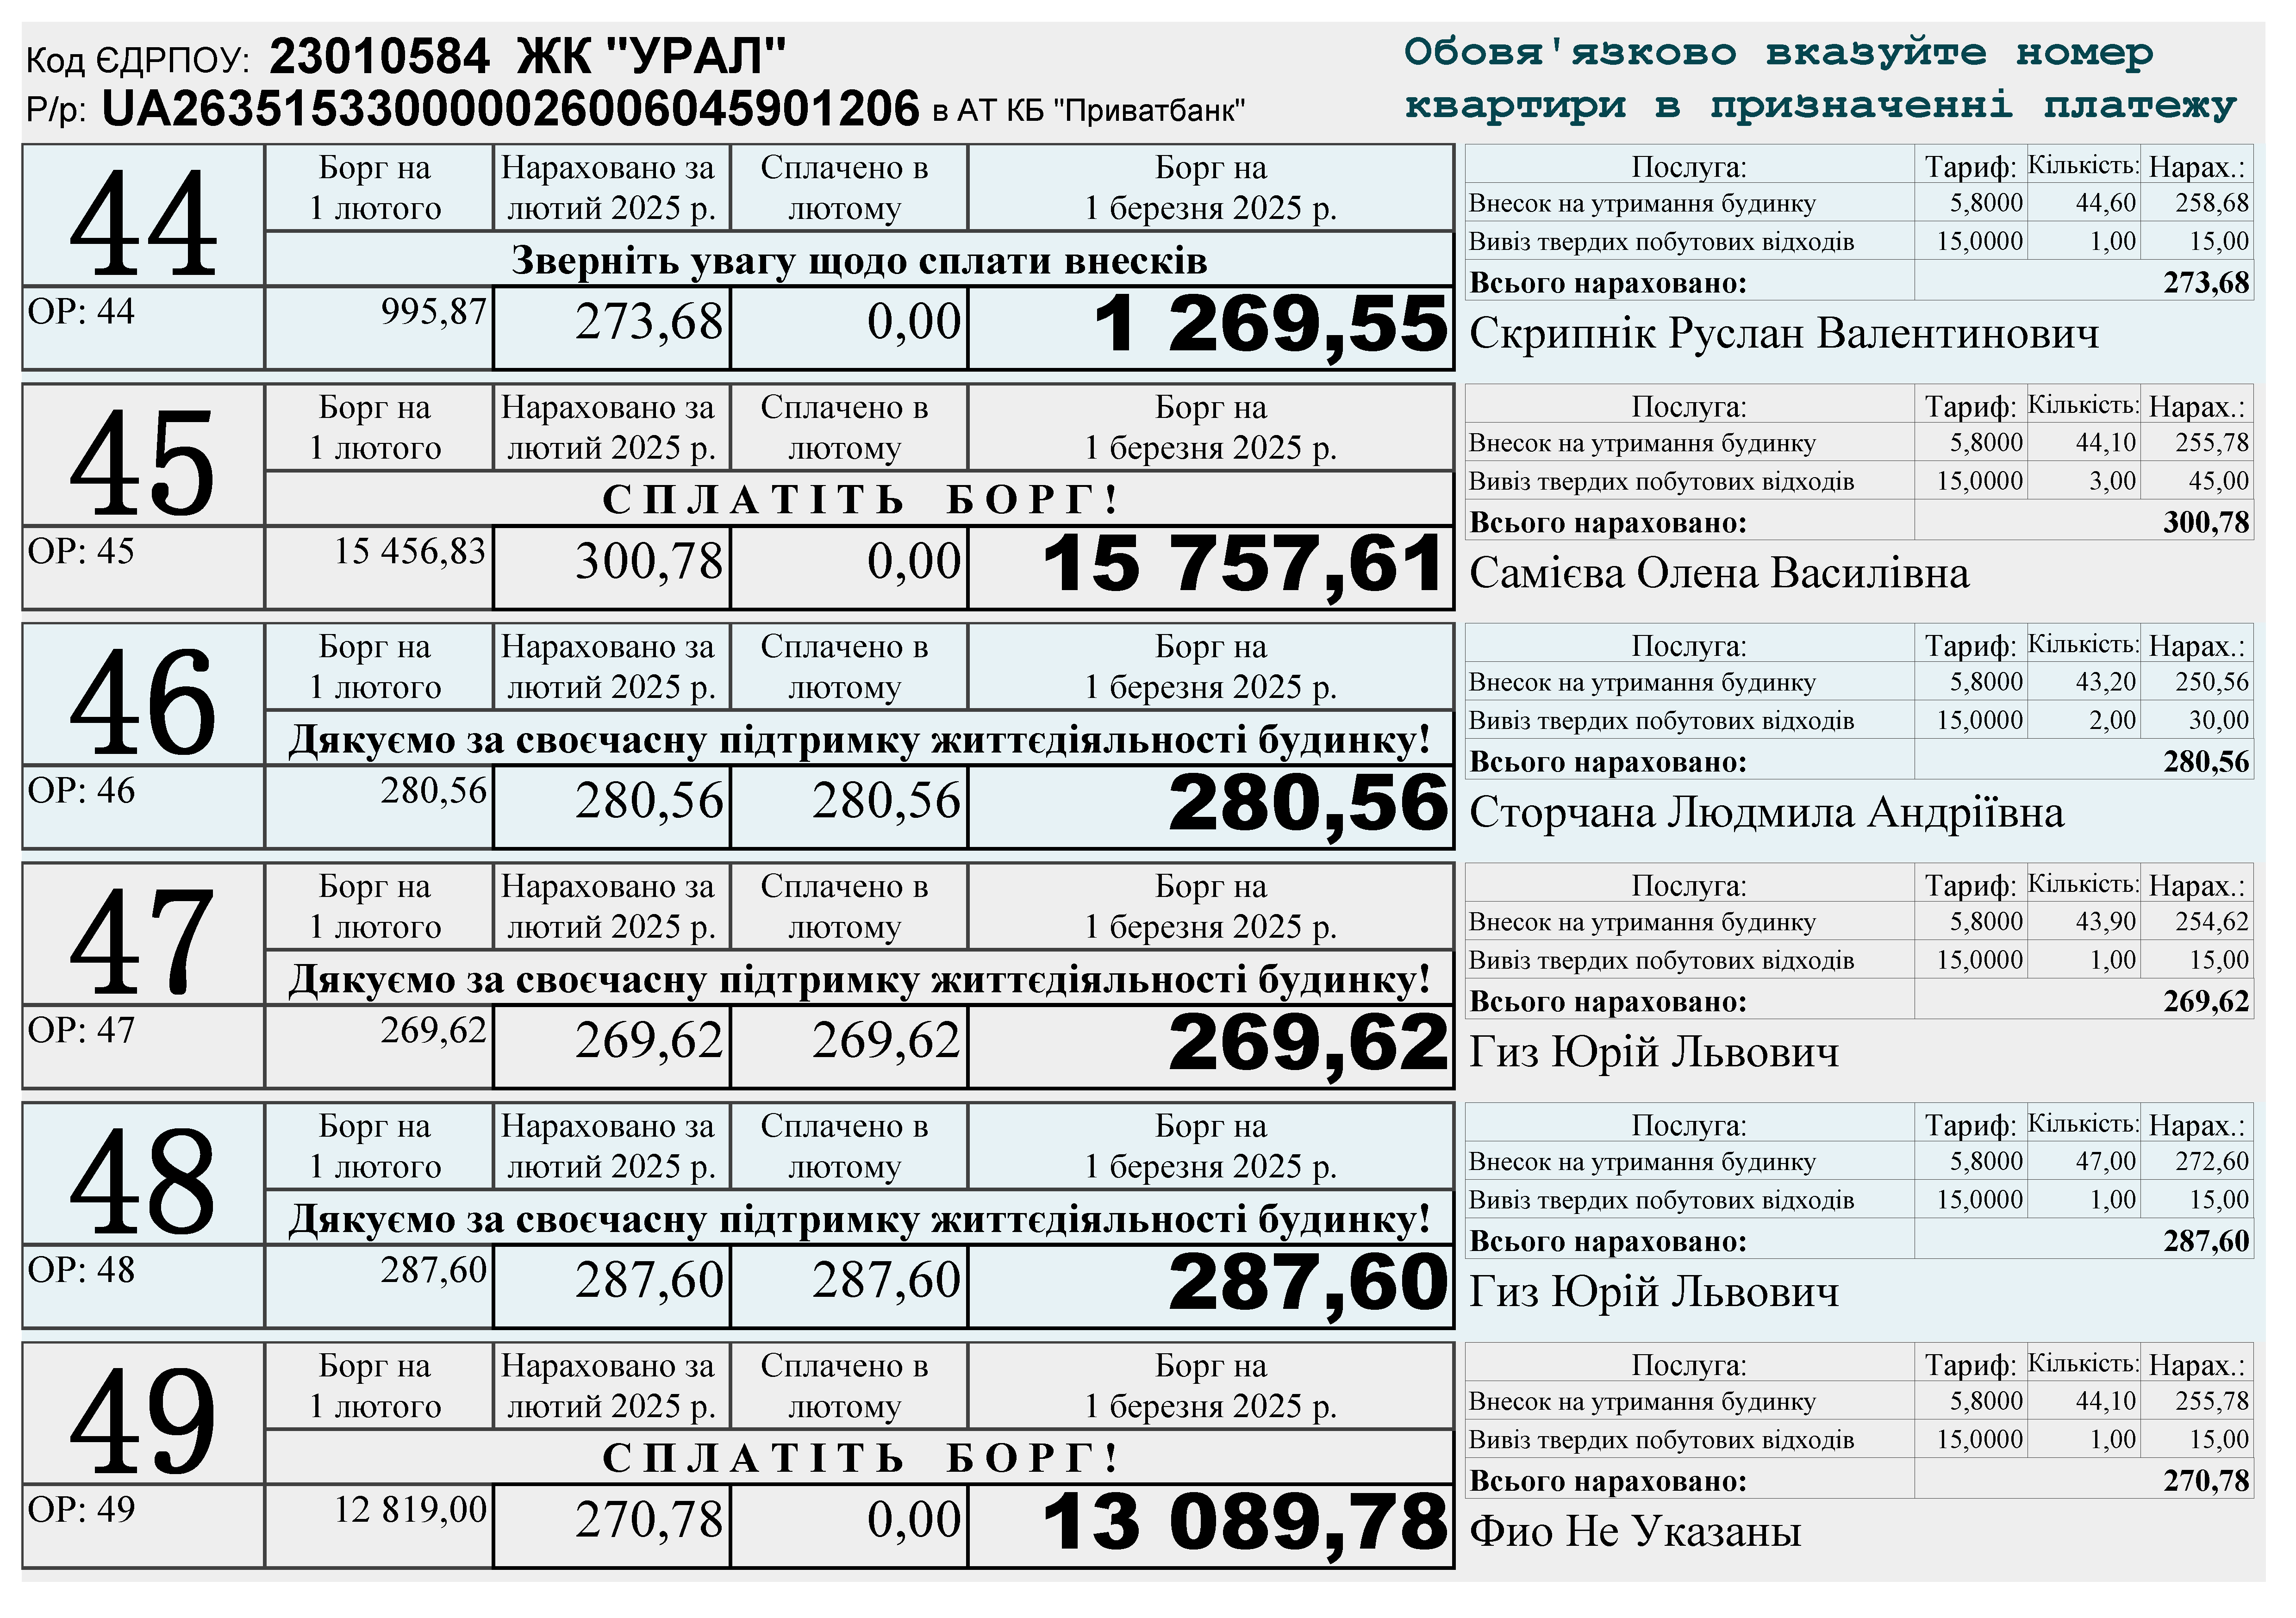 Код ЄДРПОУ: 23010584 ЖК "УРАЛ"
Р/р: UA263515330000026006045901206 в АТ КБ "Приватбанк"
Обовя'язково вказуйте номер
квартири в призначенні платежу
44
Борг на 1 лютого
Нараховано за лютий 2025 р.
Сплачено в лютому
Борг на 1 березня 2025 р.
Зверніть увагу щодо сплати внесків
ОР: 44 995,87 273,68 0,00 1 269,55
Послуга: Тариф: Кількість: Нарах.:
Внесок на утримання будинку 5,8000 44,60 258,68
Вивіз твердих побутових відходів 15,0000 1,00 15,00
Всього нараховано: 273,68
Скрипнік Руслан Валентинович
45
Борг на 1 лютого
Нараховано за лютий 2025 р.
Сплачено в лютому
Борг на 1 березня 2025 р.
СПЛАТІТЬ БОРГ!
ОР: 45 15 456,83 300,78 0,00 15 757,61
Послуга: Тариф: Кількість: Нарах.:
Внесок на утримання будинку 5,8000 44,10 255,78
Вивіз твердих побутових відходів 15,0000 3,00 45,00
Всього нараховано: 300,78
Самієва Олена Василівна
46
Борг на 1 лютого
Нараховано за лютий 2025 р.
Сплачено в лютому
Борг на 1 березня 2025 р.
Дякуємо за своєчасну підтримку життєдіяльності будинку!
ОР: 46 280,56 280,56 280,56 280,56
Послуга: Тариф: Кількість: Нарах.:
Внесок на утримання будинку 5,8000 43,20 250,56
Вивіз твердих побутових відходів 15,0000 2,00 30,00
Всього нараховано: 280,56
Сторчана Людмила Андріївна
47
Борг на 1 лютого
Нараховано за лютий 2025 р.
Сплачено в лютому
Борг на 1 березня 2025 р.
Дякуємо за своєчасну підтримку життєдіяльності будинку!
ОР: 47 269,62 269,62 269,62 269,62
Послуга: Тариф: Кількість: Нарах.:
Внесок на утримання будинку 5,8000 43,90 254,62
Вивіз твердих побутових відходів 15,0000 1,00 15,00
Всього нараховано: 269,62
Гиз Юрій Львович
48
Борг на 1 лютого
Нараховано за лютий 2025 р.
Сплачено в лютому
Борг на 1 березня 2025 р.
Дякуємо за своєчасну підтримку життєдіяльності будинку!
ОР: 48 287,60 287,60 287,60 287,60
Послуга: Тариф: Кількість: Нарах.:
Внесок на утримання будинку 5,8000 47,00 272,60
Вивіз твердих побутових відходів 15,0000 1,00 15,00
Всього нараховано: 287,60
Гиз Юрій Львович
49
Борг на 1 лютого
Нараховано за лютий 2025 р.
Сплачено в лютому
Борг на 1 березня 2025 р.
СПЛАТІТЬ БОРГ!
ОР: 49 12 819,00 270,78 0,00 13 089,78
Послуга: Тариф: Кількість: Нарах.:
Внесок на утримання будинку 5,8000 44,10 255,78
Вивіз твердих побутових відходів 15,0000 1,00 15,00
Всього нараховано: 270,78
Фио Не Указаны